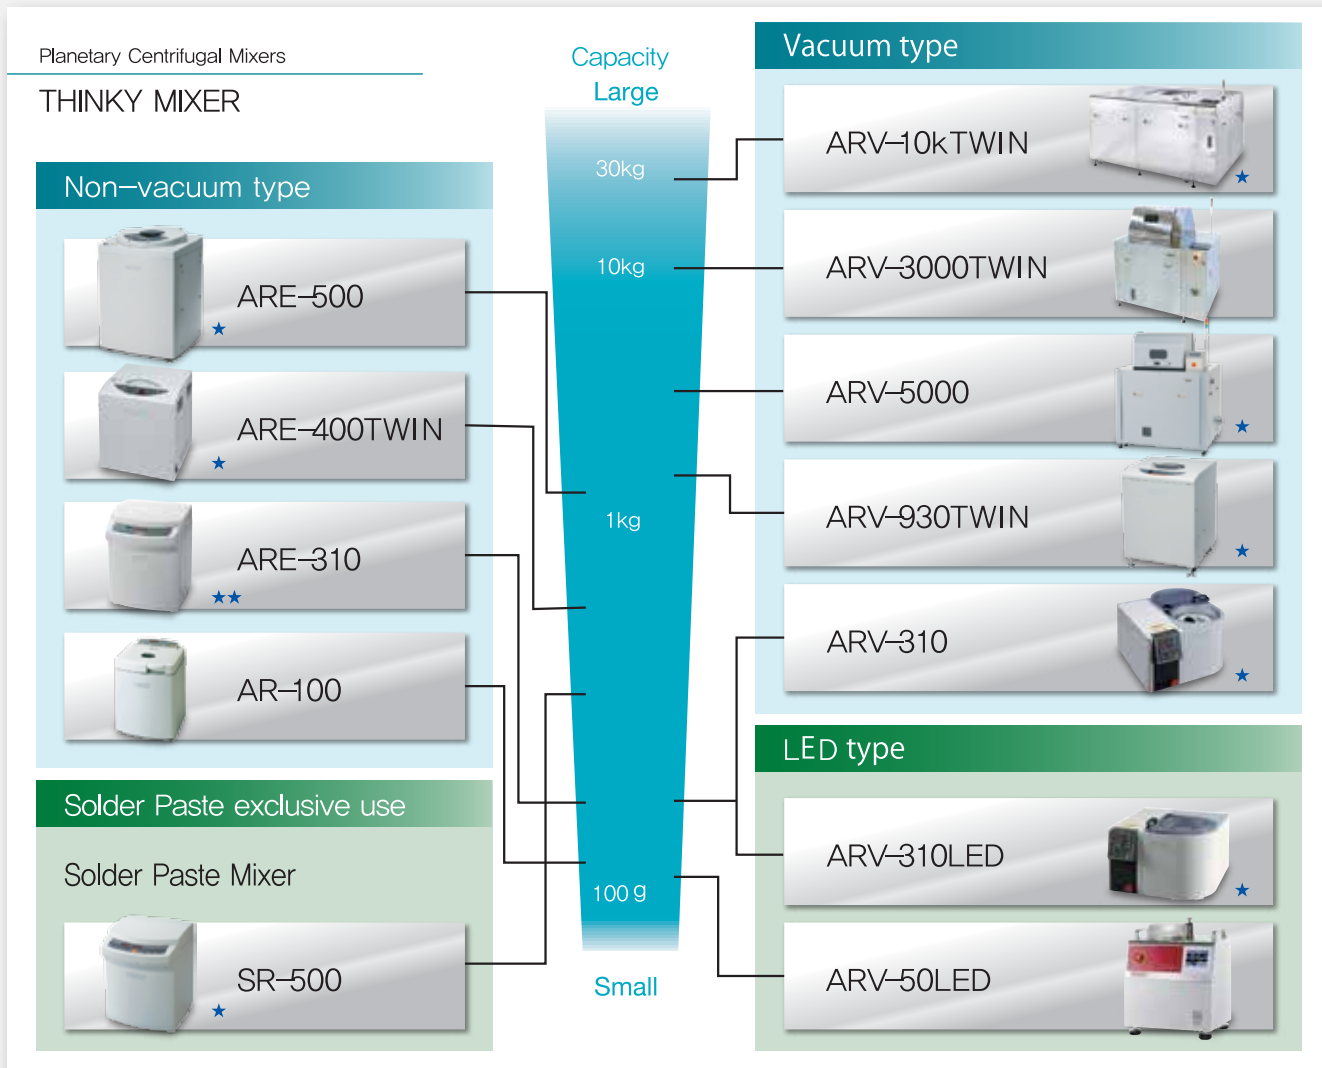 Planetary Centrifugal Mixers
THINKY MIXER
Non-vacuum type
ARE-500
★
ARE-400TWIN
★
ARE-310
★★
AR-100
Solder Paste exclusive use
Solder Paste Mixer
SR-500
★
Capacity
Large
30kg
10kg
1kg
100g
Small
Vacuum type
ARV-10kTWIN
★
ARV-3000TWIN
ARV-5000
★
ARV-930TWIN
★
ARV-310
★
LED type
ARV-310LED
★
ARV-50LED